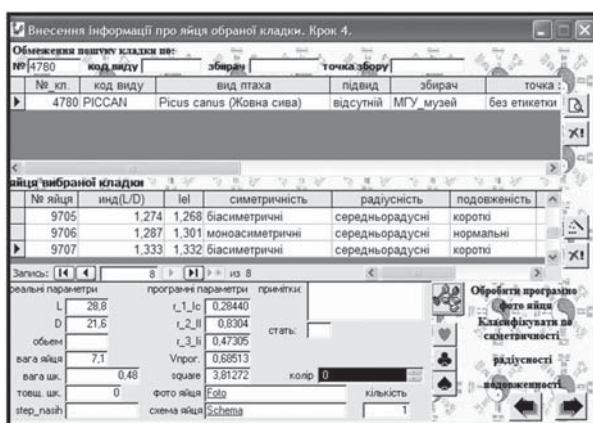 Внесення інформації про яйця обраної кладки. Крок 4.
Обмеження пошуку кладки по:
№ 4780 код виду збирач точка збору
№_кл. код виду вид птаха підвид збирач точка :
4780 PICCAN Picus canus (Жовна сива) відсутній МГУ_музей без етикетки
яйця вибраної кладки
№ яйця инд(L/D) Iel симетричність радіусність подовженість
9705 1,274 1,268 біасиметричні середньорадусні короткі
9706 1,287 1,301 моноасиметричні середньорадусні нормальні
9707 1,333 1,332 біасиметричні середньорадусні короткі
Запись: 8 из 8
реальні параметри програмні параметри примітки:
L 28,8 r_1_lc 0,28440
D 21,6 r_2_ll 0,8304
обьем r_3_li 0,47305 стать:
вага яйця 7,1 Vпрог. 0,68513
вага шк. 0,48 square 3,81272 колір 0
товщ. шк. 0 фото яйця Foto кількість
step_nasih схема яйця Schema 1
Обробити програмно
фото яйця
Класифікувати по
симетричності
радіусності
подовженності